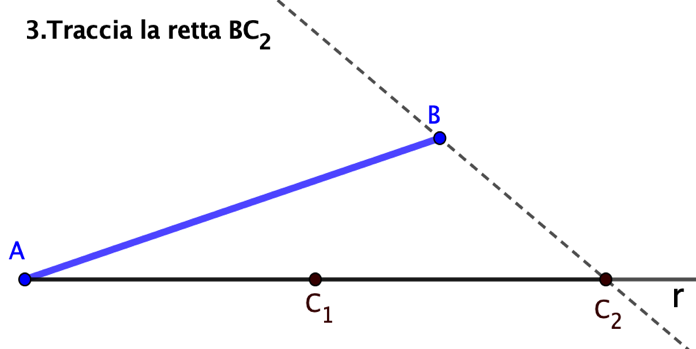 3.Traccia la retta BC₂
B
A
C₁
C₂
r